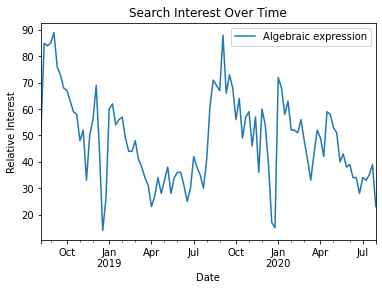 Search Interest Over Time
Algebraic expression
Relative Interest
90
80
70
60
50
40
30
20
Oct
Jan
2019
Apr
Jul
Oct
Jan
2020
Apr
Jul
Date